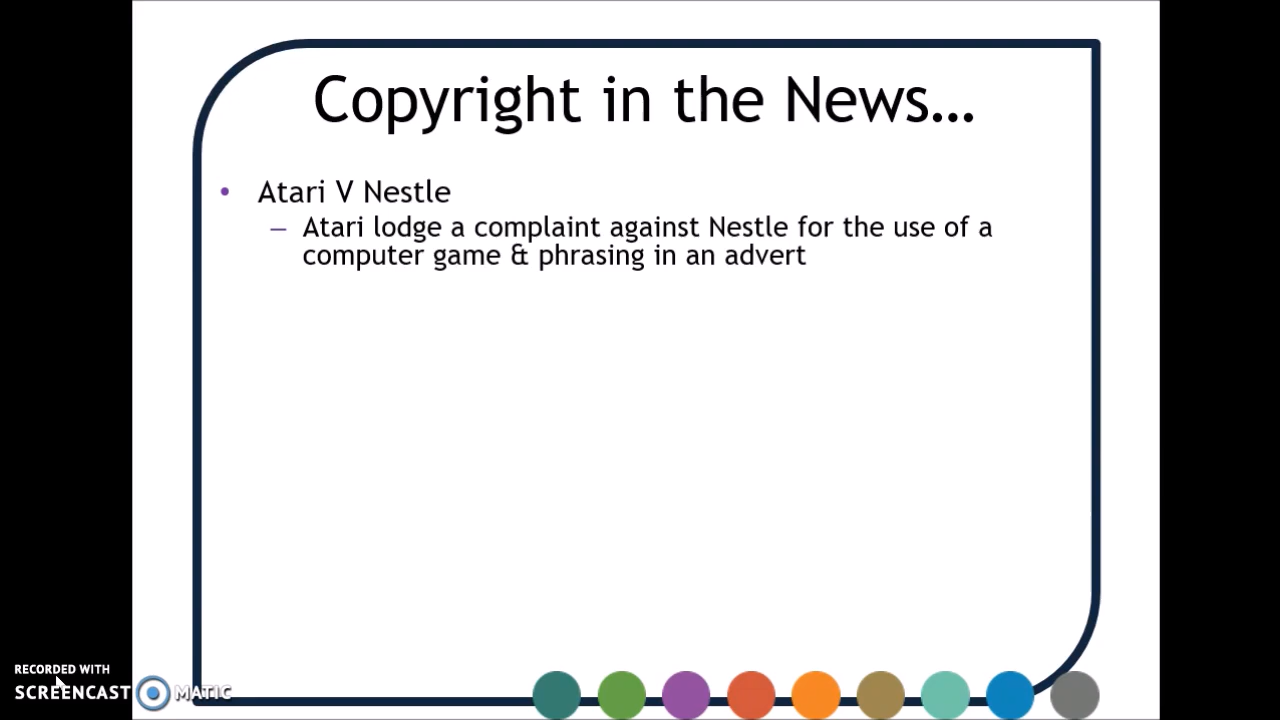 Copyright in the News...
• Atari V Nestle
– Atari lodge a complaint against Nestle for the use of a
computer game & phrasing in an advert
RECORDED WITH
SCREENCAST MATIC